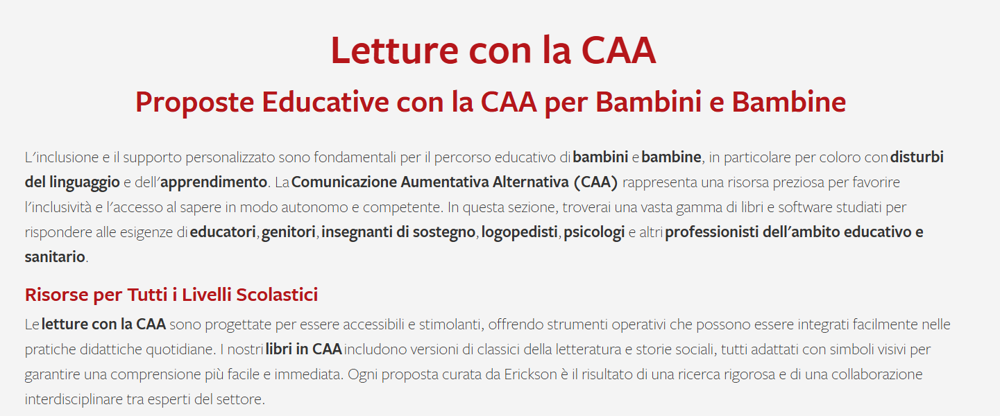 Letture con la CAA
Proposte Educative con la CAA per Bambini e Bambine
L'inclusione e il supporto personalizzato sono fondamentali per il percorso educativo di bambini e bambine, in particolare per coloro con disturbi
del linguaggio e dell'apprendimento. La Comunicazione Aumentativa Alternativa (CAA) rappresenta una risorsa preziosa per favorire
l'inclusività e l'accesso al sapere in modo autonomo e competente. In questa sezione, troverai una vasta gamma di libri e software studiati per
rispondere alle esigenze di educatori, genitori, insegnanti di sostegno, logopedisti, psicologi e altri professionisti dell'ambito educativo e
sanitario.
Risorse per Tutti i Livelli Scolastici
Le letture con la CAA sono progettate per essere accessibili e stimolanti, offrendo strumenti operativi che possono essere integrati facilmente nelle
pratiche didattiche quotidiane. I nostri libri in CAA includono versioni di classici della letteratura e storie sociali, tutti adattati con simboli visivi per
garantire una comprensione più facile e immediata. Ogni proposta curata da Erickson è il risultato di una ricerca rigorosa e di una collaborazione
interdisciplinare tra esperti del settore.